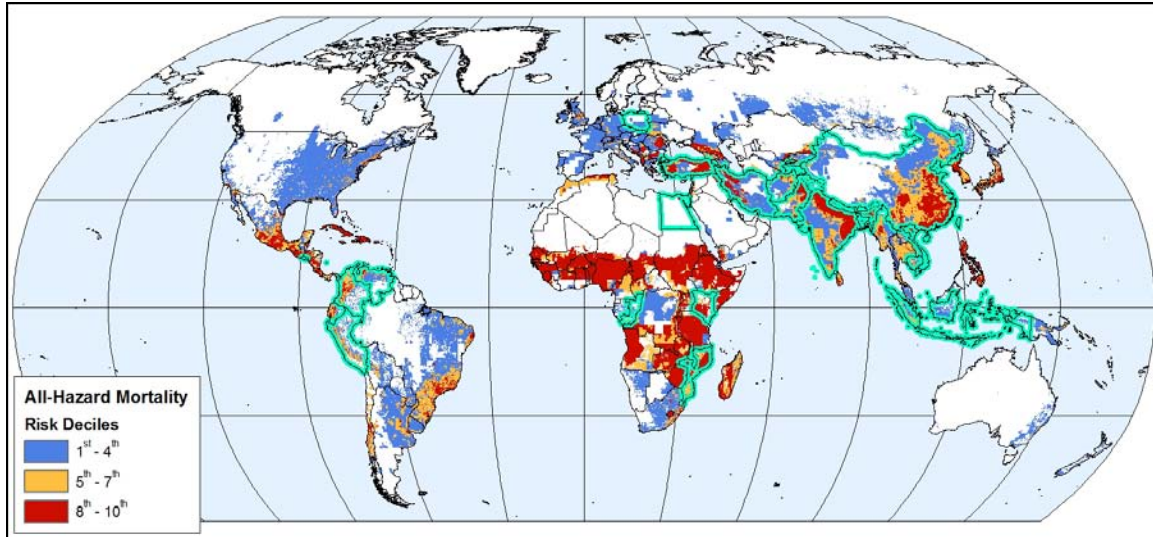 All-Hazard Mortality
Risk Deciles
1st - 4th
5th - 7th
8th - 10th